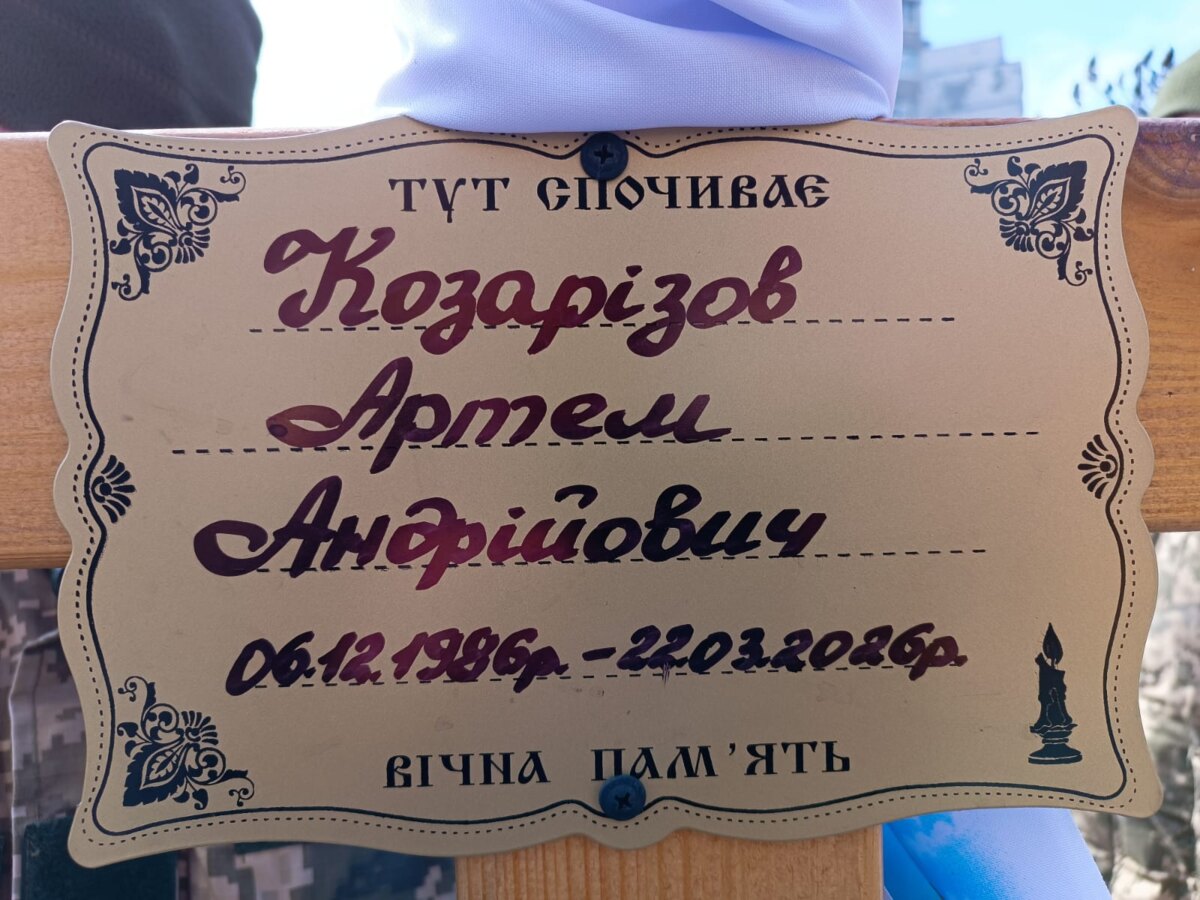 ТУТ СПОЧИВАЄ
Козарізов
Артем
Андрійович
06.12.1986р. - 22.03.2026р.
ВІЧНА ПАМ'ЯТЬ